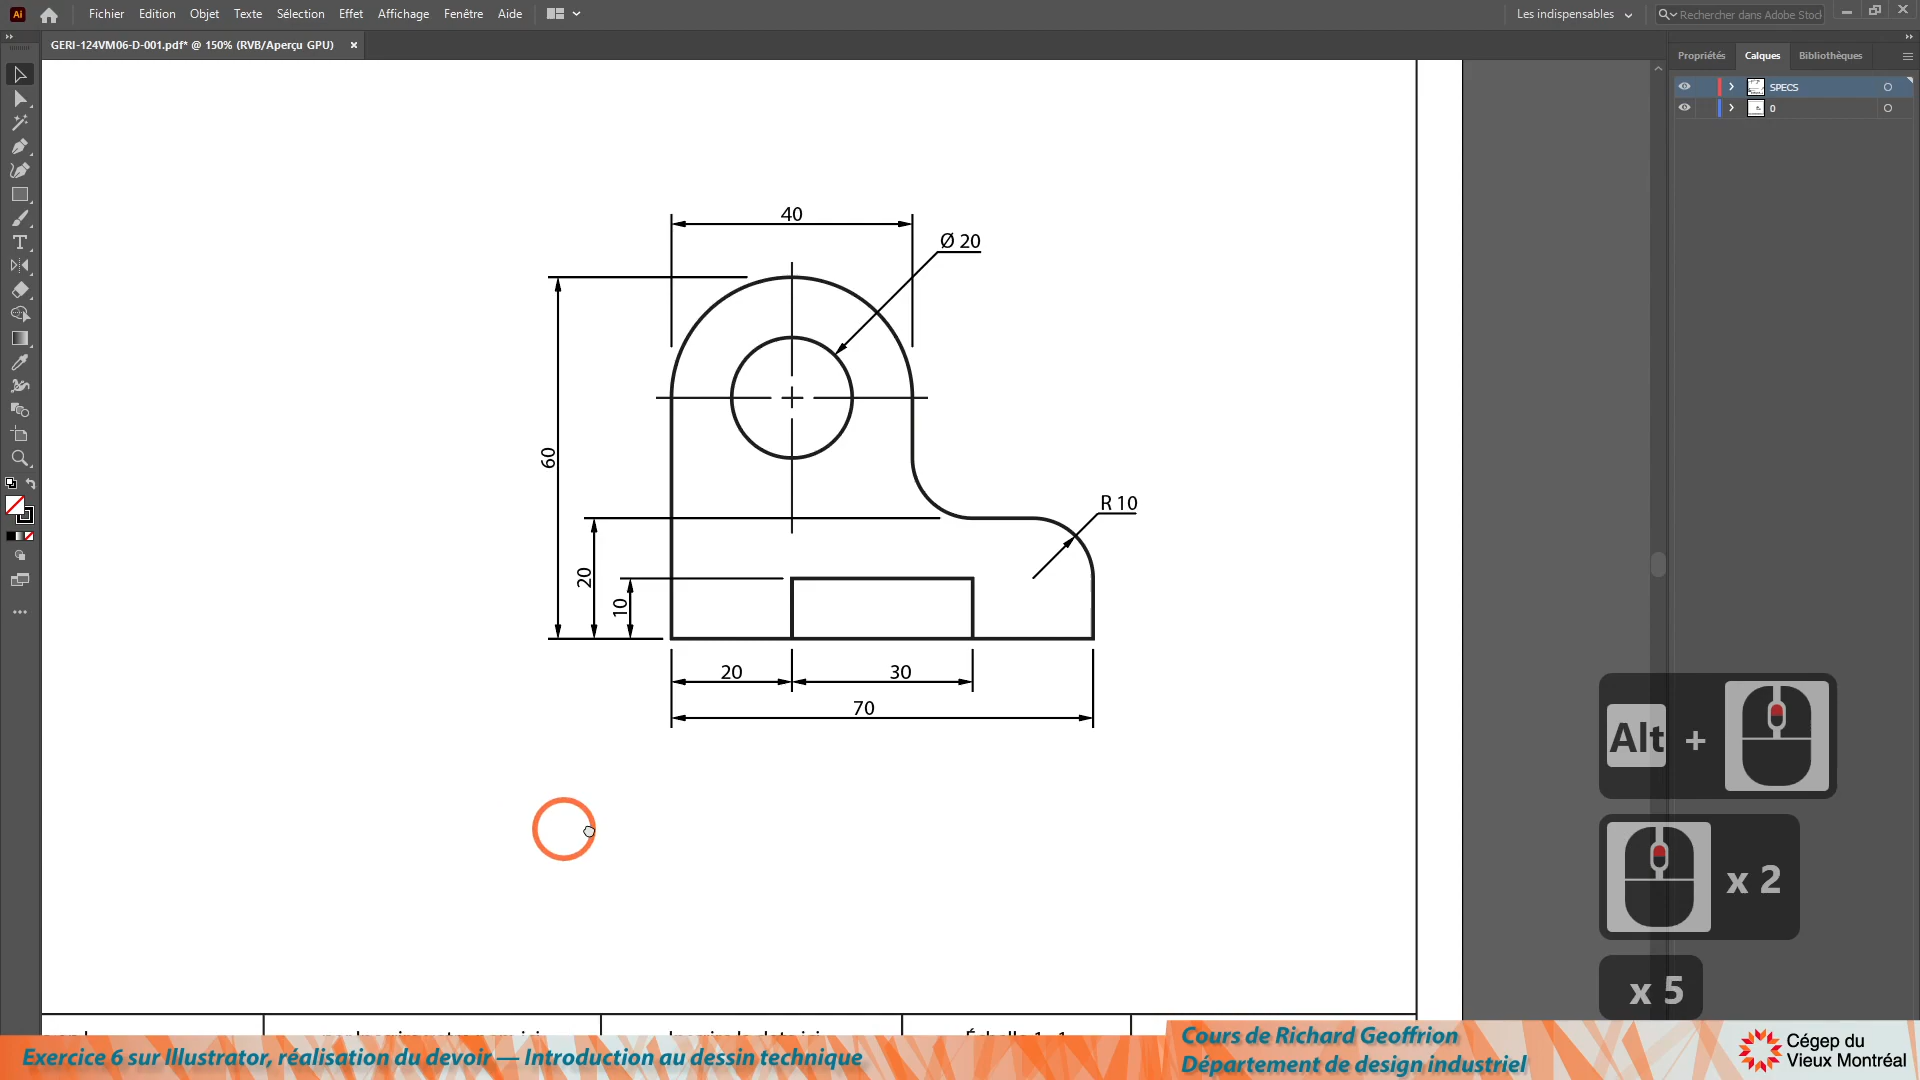 Ai
Fichier Edition Objet Texte Sélection Effet Affichage Fenêtre Aide
Les indispensables
Rechercher dans Adobe Stock
GERI-124VM06-D-001.pdf* @ 150% (RVB/Aperçu GPU) ×
Propriétés Calques Bibliothèques
SPECS
0
40
Ø 20
60
R 10
20
10
20 30
70
Alt +
x 2
x 5
Exercice 6 sur Illustrator, réalisation du devoir — Introduction au dessin technique
Cours de Richard Geoffrion
Département de design industriel
Cégep du
Vieux Montréal